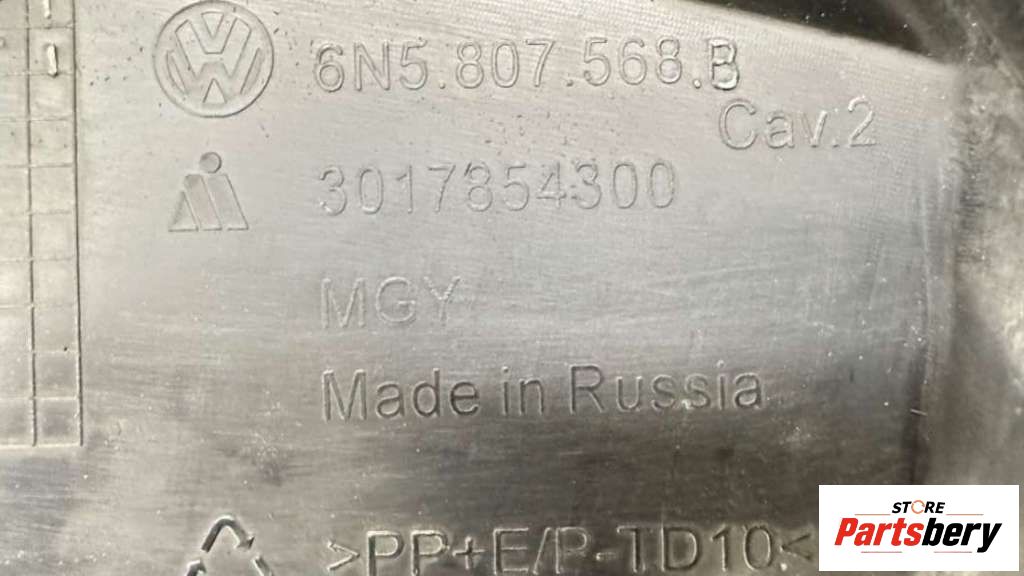 6N5.807.568.B
Cav.2
3017854300
MGY
Made in Russia
>PP+E/P-TD10<
STORE
Partsbery